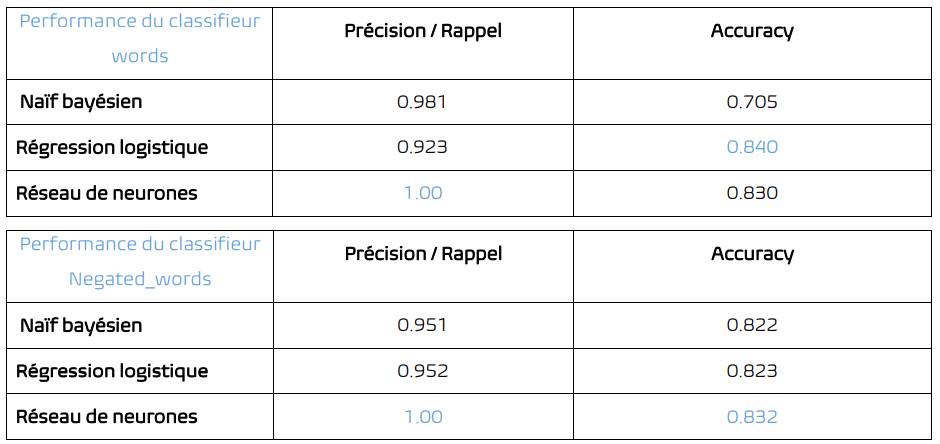 Performance du classifieur words | Précision / Rappel | Accuracy
Naïf bayésien | 0.981 | 0.705
Régression logistique | 0.923 | 0.840
Réseau de neurones | 1.00 | 0.830
Performance du classifieur Negated_words | Précision / Rappel | Accuracy
Naïf bayésien | 0.951 | 0.822
Régression logistique | 0.952 | 0.823
Réseau de neurones | 1.00 | 0.832